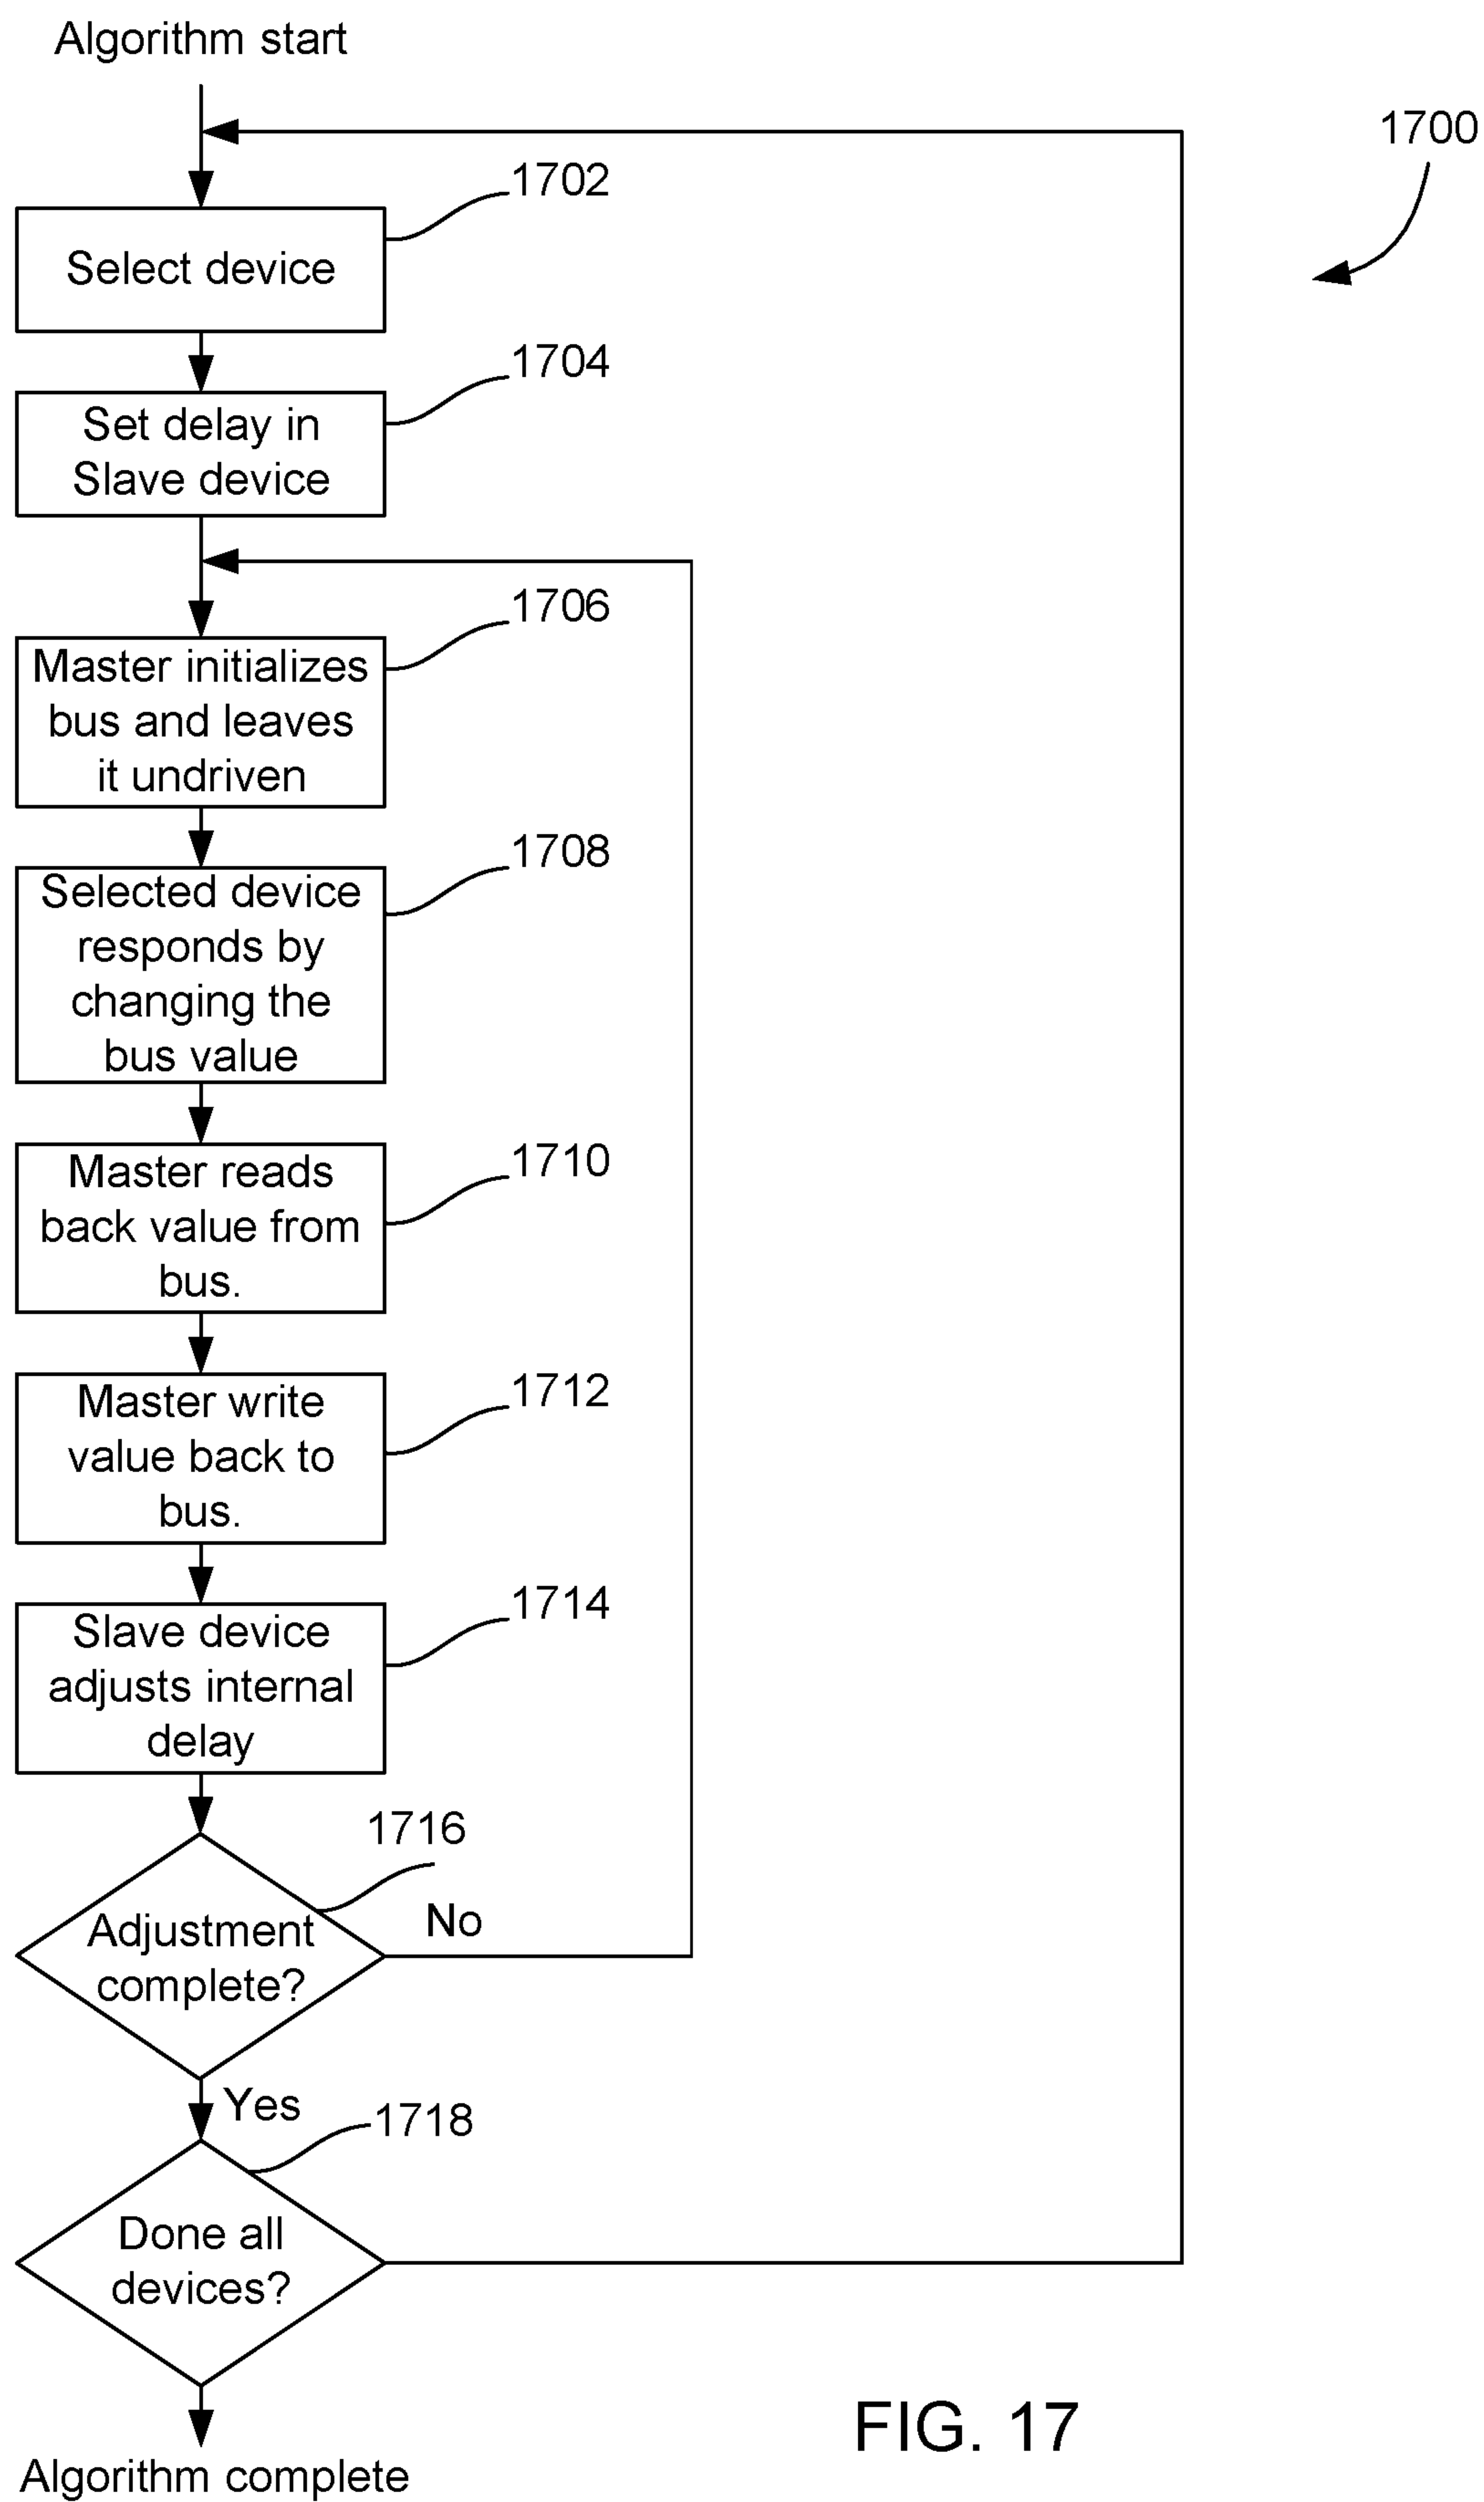 Algorithm start
1700
1702
Select device
1704
Set delay in
Slave device
1706
Master initializes
bus and leaves
it undriven
1708
Selected device
responds by
changing the
bus value
1710
Master reads
back value from
bus.
1712
Master write
value back to
bus.
1714
Slave device
adjusts internal
delay
1716
No
Adjustment
complete?
Yes
1718
Done all
devices?
FIG. 17
Algorithm complete